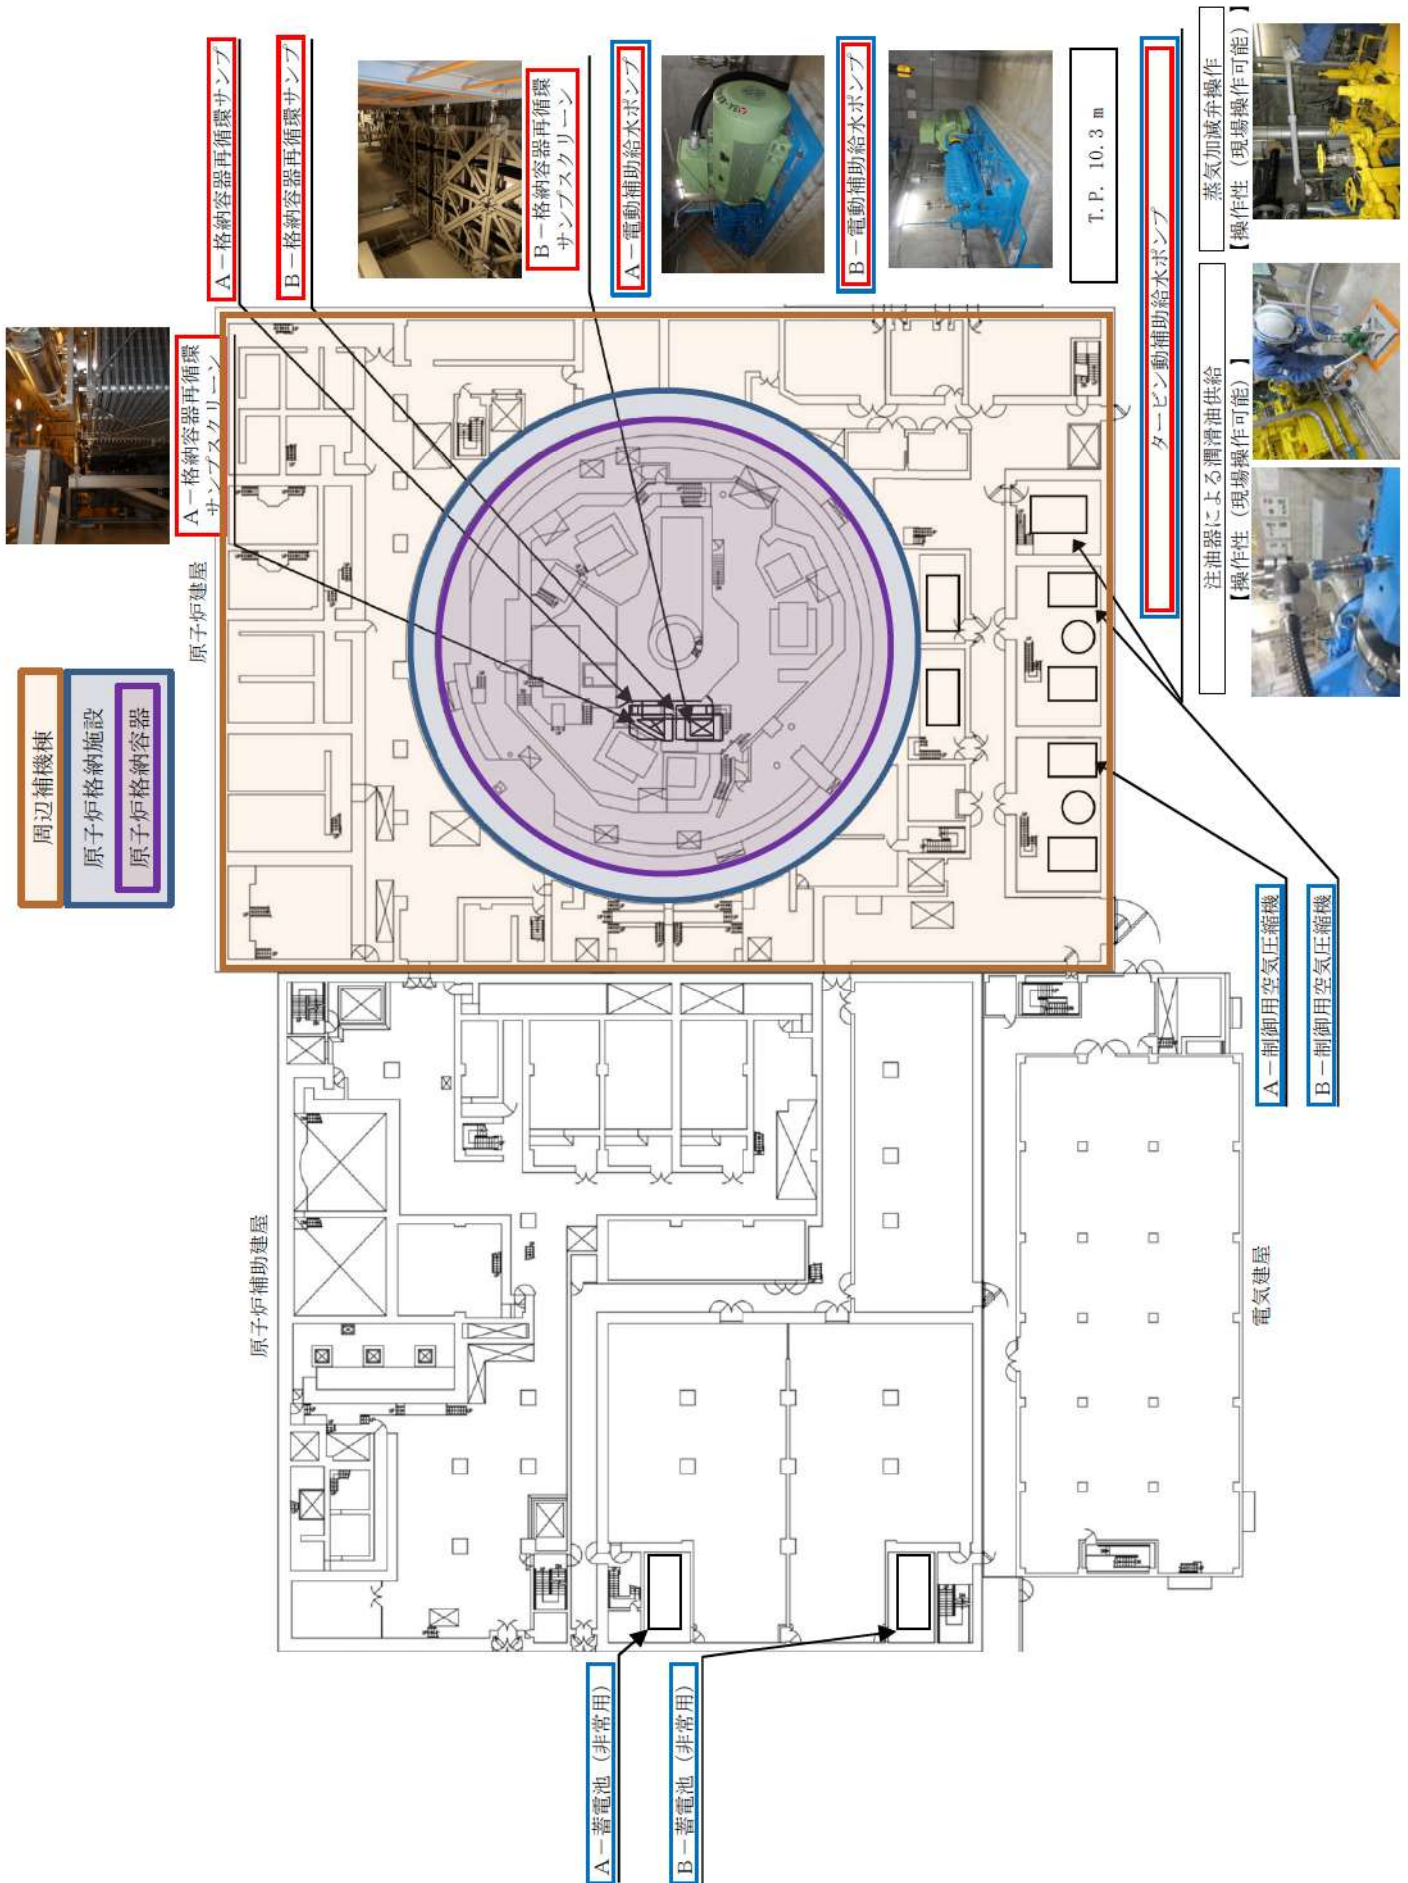 周辺補機棟
原子炉格納施設
原子炉格納容器
原子炉建屋
A-格納容器再循環
サンプスクリーン
A-格納容器再循環サンプ
B-格納容器再循環サンプ
B-格納容器再循環
サンプスクリーン
A-電動補助給水ポンプ
B-電動補助給水ポンプ
T.P. 10.3 m
タービン動補助給水ポンプ
蒸気加減弁操作
【操作性（現場操作可能）】
注油器による潤滑油供給
【操作性（現場操作可能）】
原子炉補助建屋
電気建屋
A-制御用空気圧縮機
B-制御用空気圧縮機
A-蓄電池（非常用）
B-蓄電池（非常用）